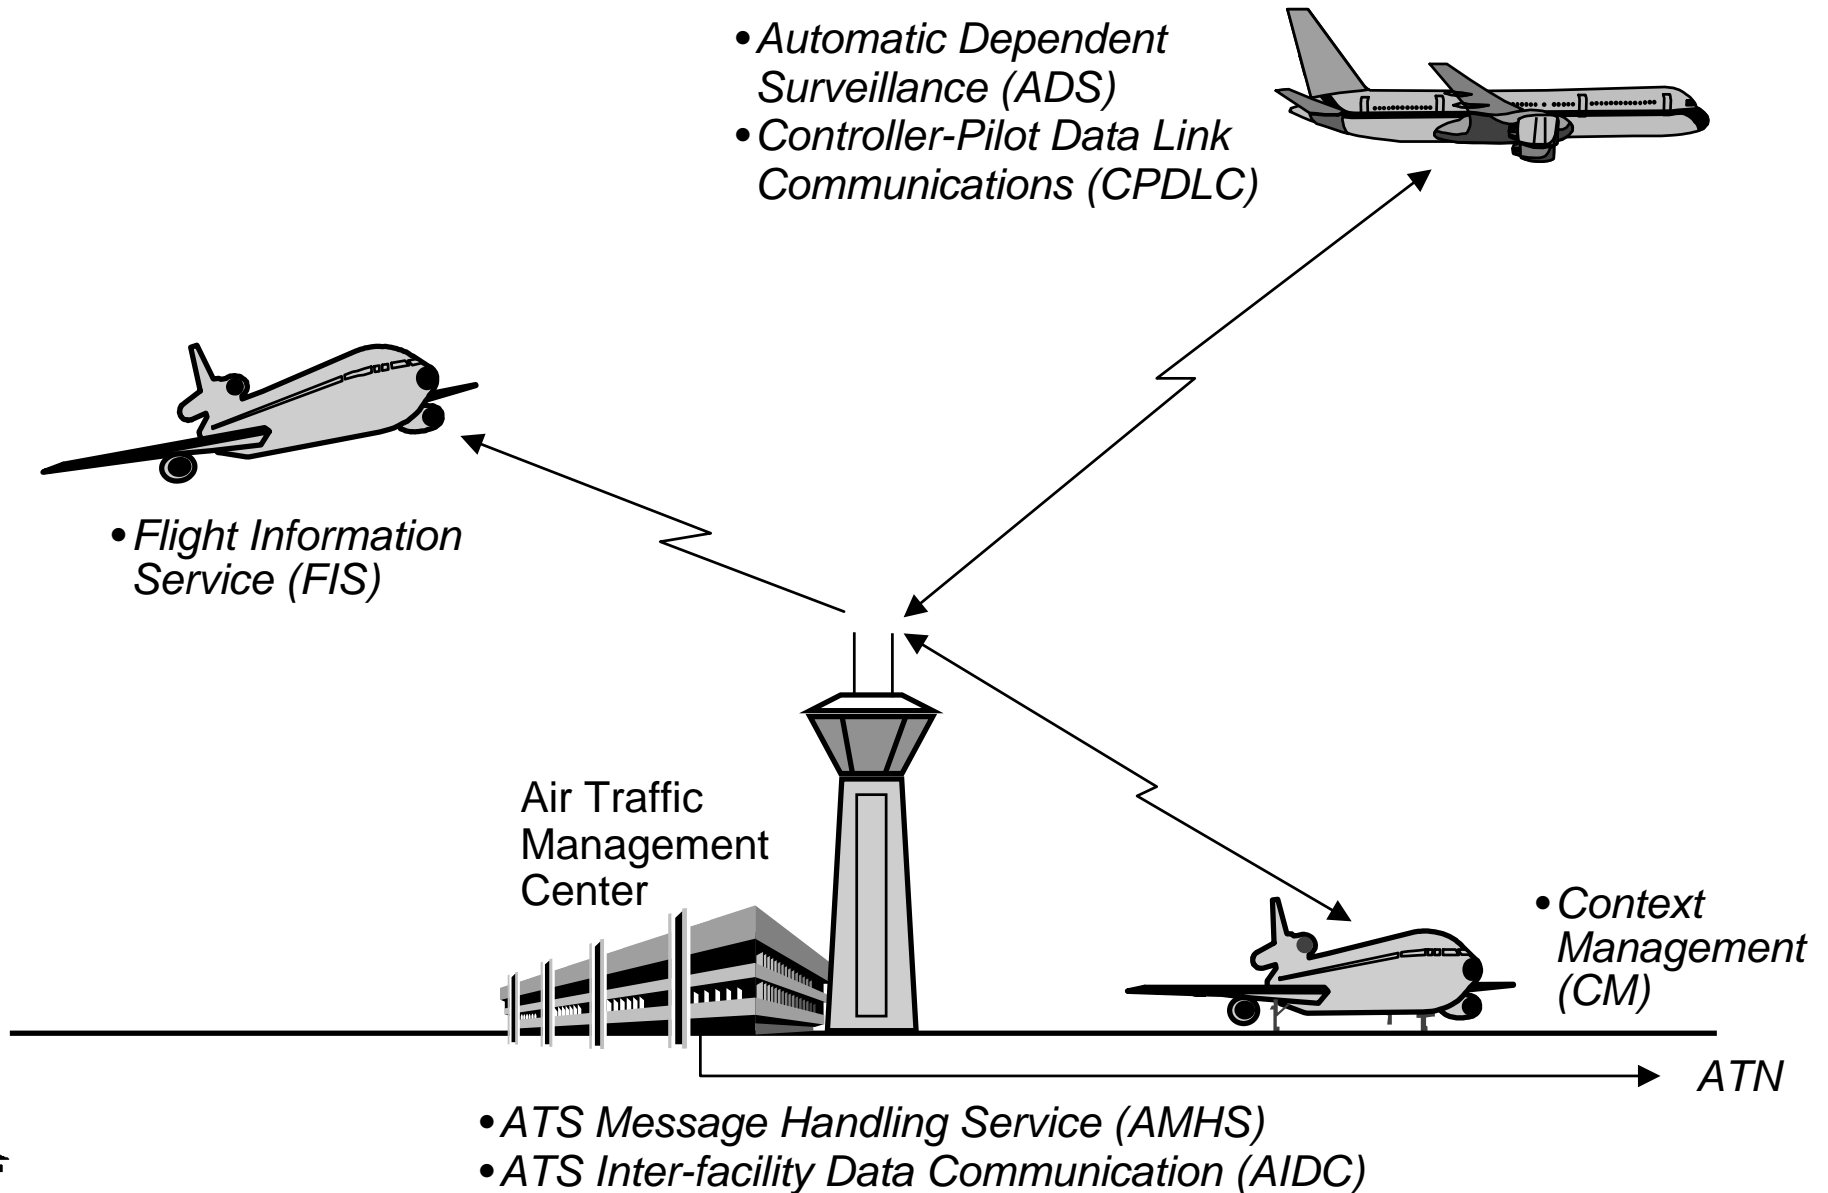 •Automatic Dependent
Surveillance (ADS)
•Controller-Pilot Data Link
Communications (CPDLC)
•Flight Information
Service (FIS)
Air Traffic
Management
Center
•Context
Management
(CM)
ATN
•ATS Message Handling Service (AMHS)
•ATS Inter-facility Data Communication (AIDC)